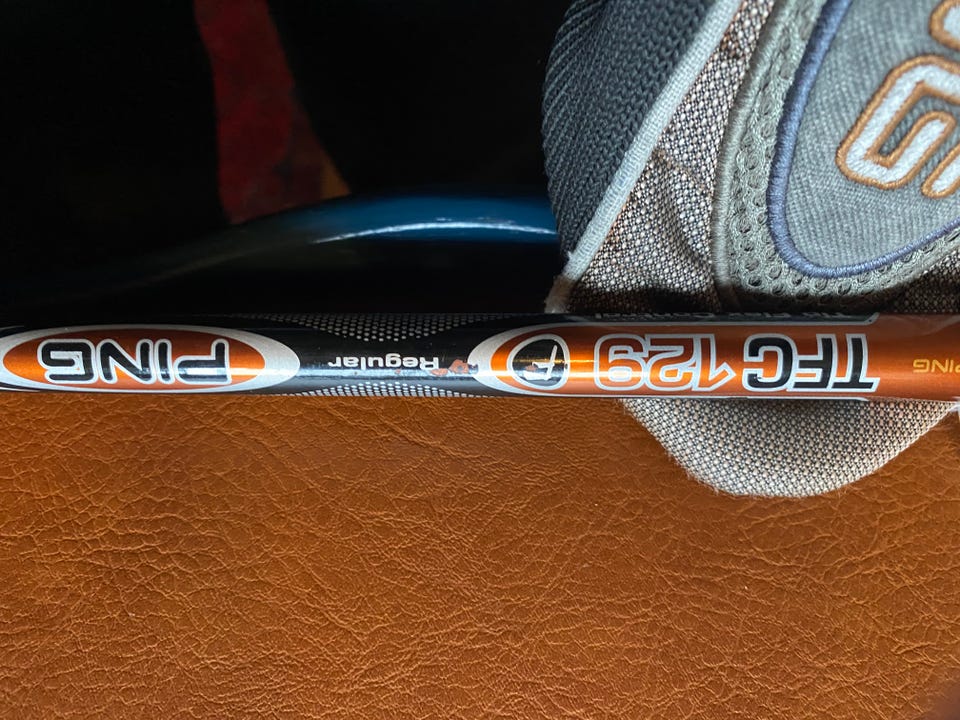 PING
TFC 129
Regular
PING